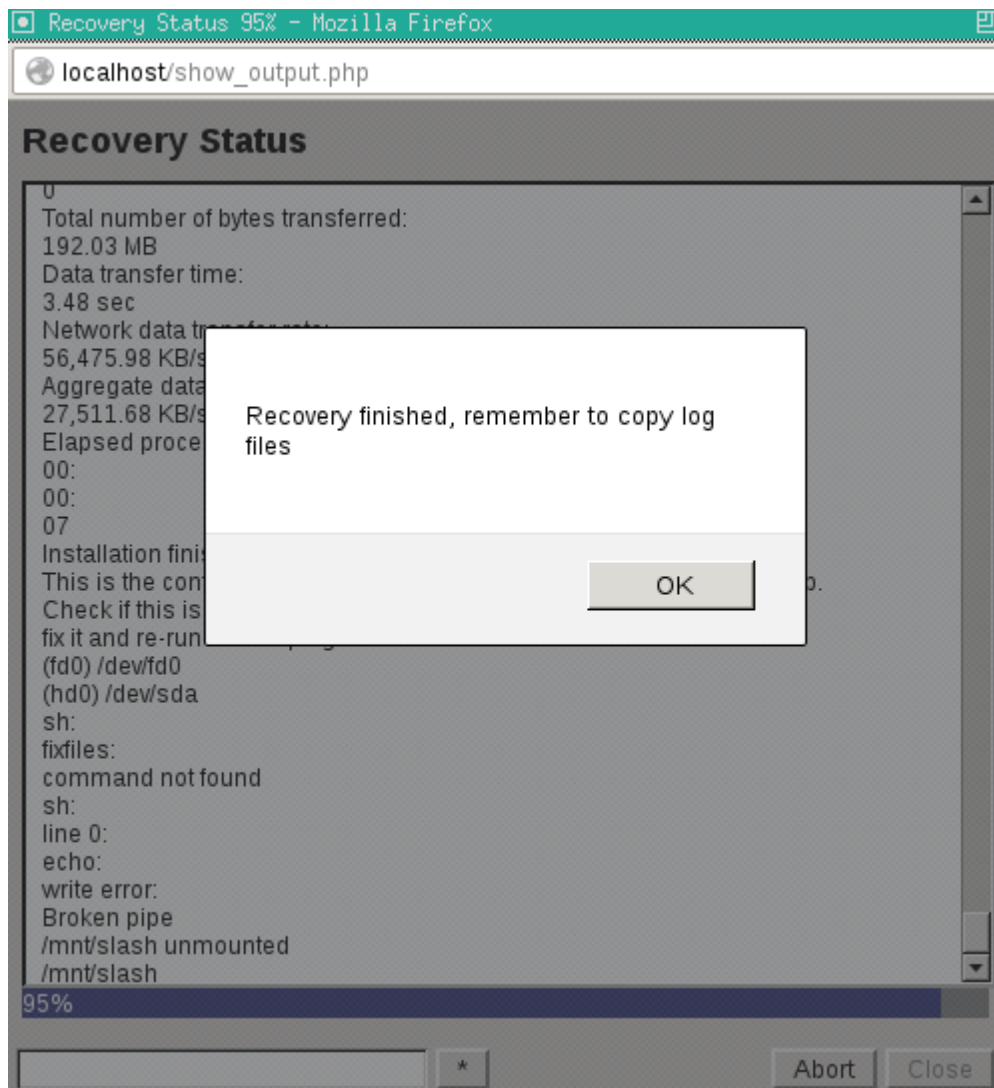 Recovery Status 95% - Mozilla Firefox
localhost/show_output.php
Recovery Status
0
Total number of bytes transferred:
192.03 MB
Data transfer time:
3.48 sec
Network data transfer rate:
56,475.98 KB/s
Aggregate data
27,511.68 KB/s
Elapsed proce
00:
00:
07
Installation finis
This is the con
Check if this is
fix it and re-run
(fd0) /dev/fd0
(hd0) /dev/sda
sh:
fixfiles:
command not found
sh:
line 0:
echo:
write error:
Broken pipe
/mnt/slash unmounted
/mnt/slash
Recovery finished, remember to copy log
files
OK
95%
*
Abort
Close